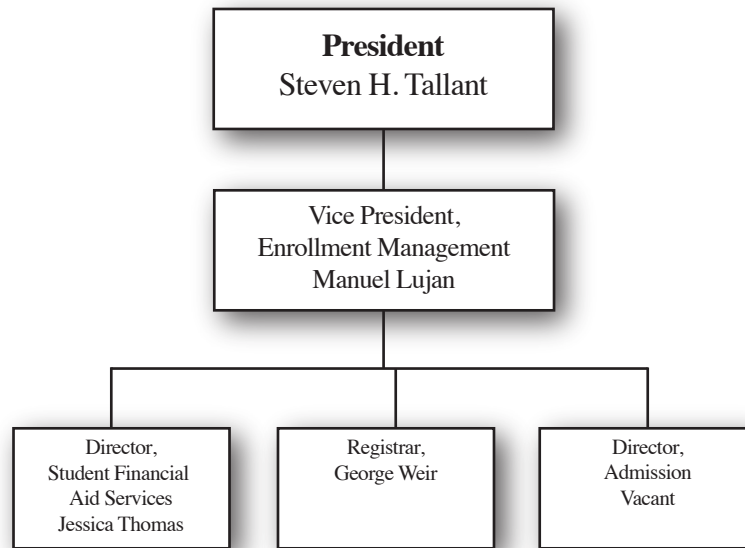 President
Steven H. Tallant
Vice President,
Enrollment Management
Manuel Lujan
Director,
Student Financial
Aid Services
Jessica Thomas
Registrar,
George Weir
Director,
Admission
Vacant